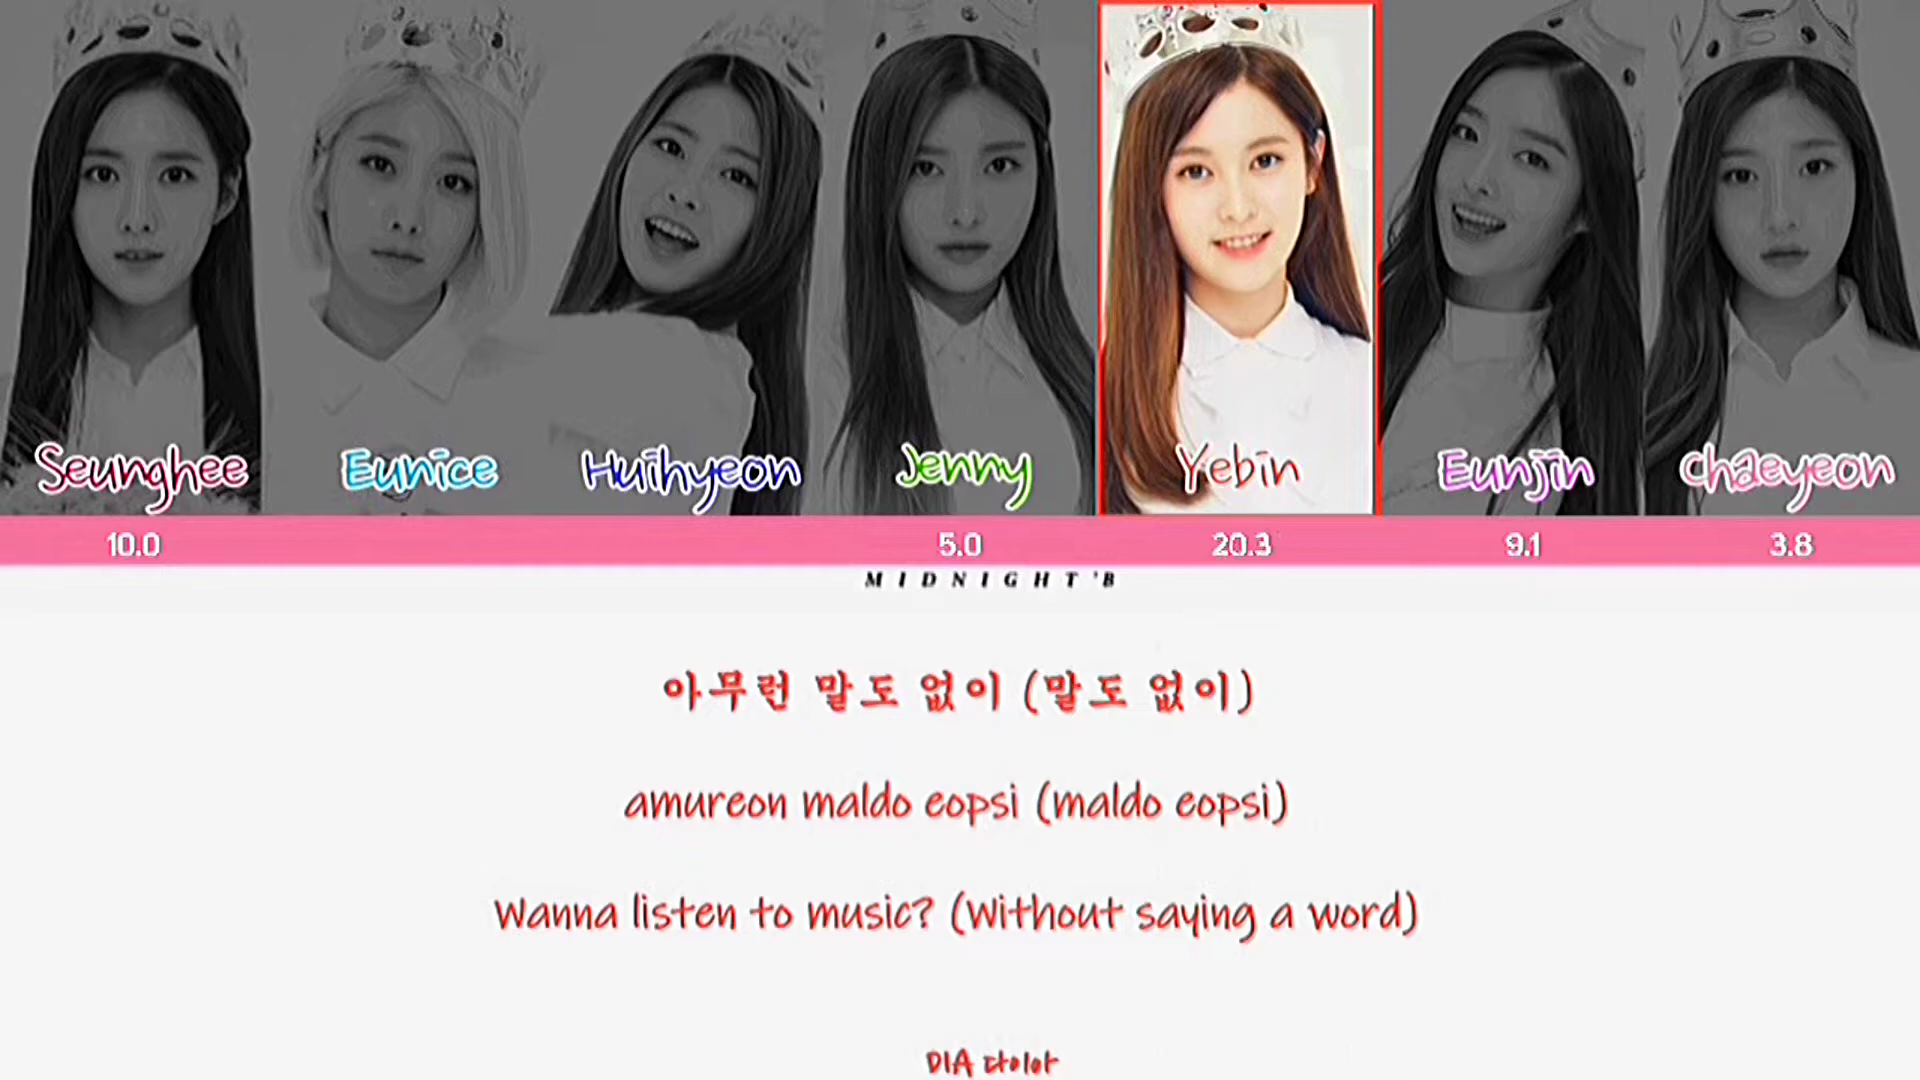 Seunghee Eunice Huihyeon Jenny Yebin Eunjin Chaeyeon
10.0 5.0 20.3 9.1 3.8
MIDNIGHT'B
아무런 말도 없이 (말도 없이)
amureon maldo eopsi (maldo eopsi)
Wanna listen to music? (Without saying a word)
DIA 다이아